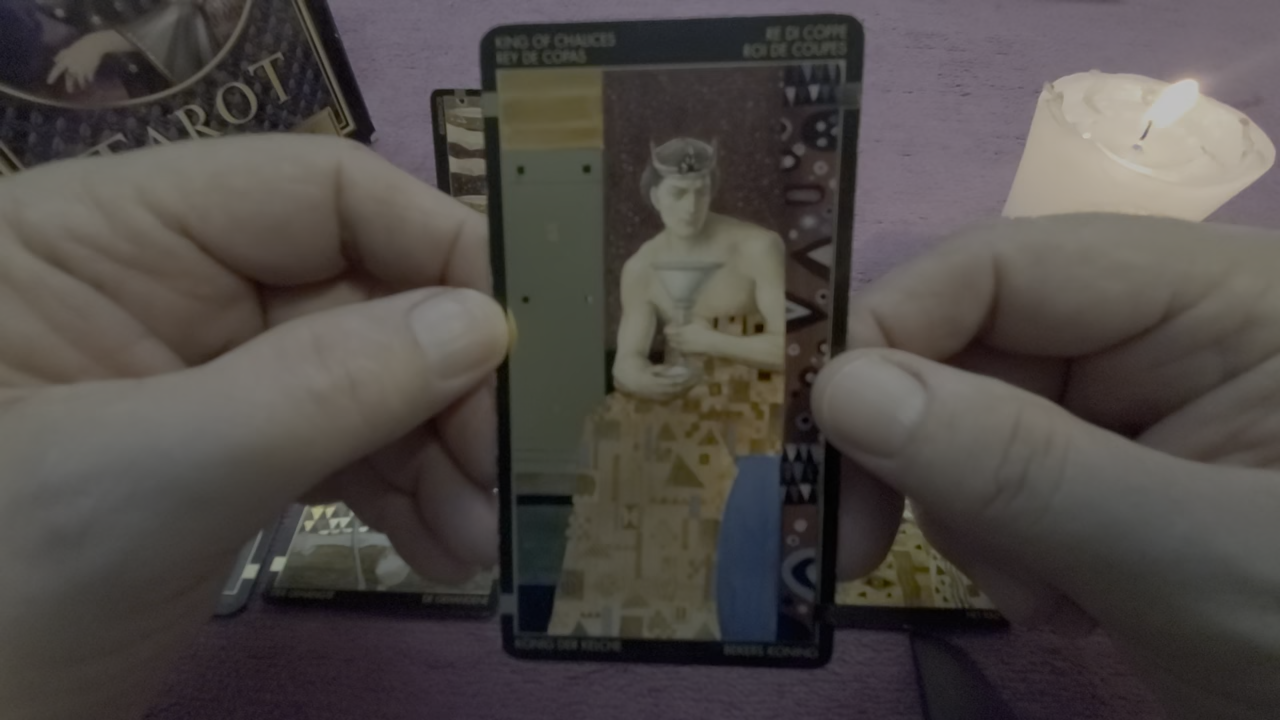 TAROT
KING OF CHALICES
REY DE COPAS
RE DI COPPE
ROI DE COUPES
KÖNIG DER KELCHE
BEKERS KONING